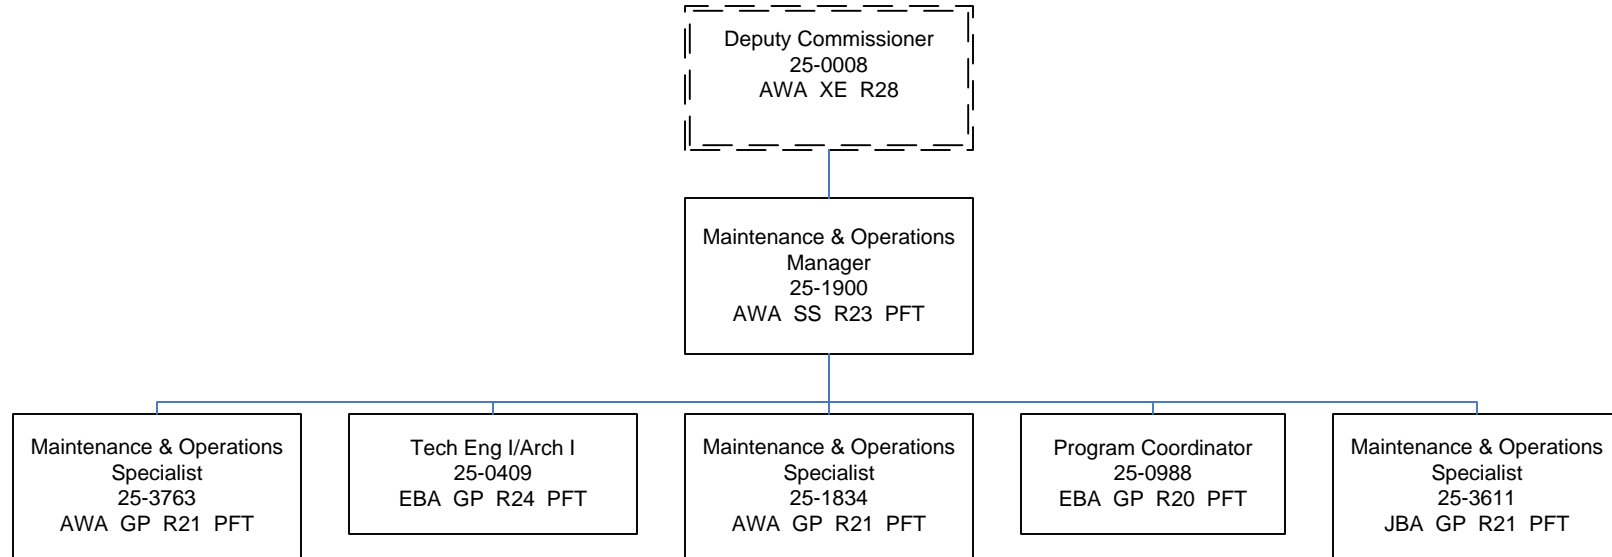 Deputy Commissioner
25-0008
AWA XE R28
Maintenance & Operations
Manager
25-1900
AWA SS R23 PFT
Maintenance & Operations
Specialist
25-3763
AWA GP R21 PFT
Tech Eng I/Arch I
25-0409
EBA GP R24 PFT
Maintenance & Operations
Specialist
25-1834
AWA GP R21 PFT
Program Coordinator
25-0988
EBA GP R20 PFT
Maintenance & Operations
Specialist
25-3611
JBA GP R21 PFT